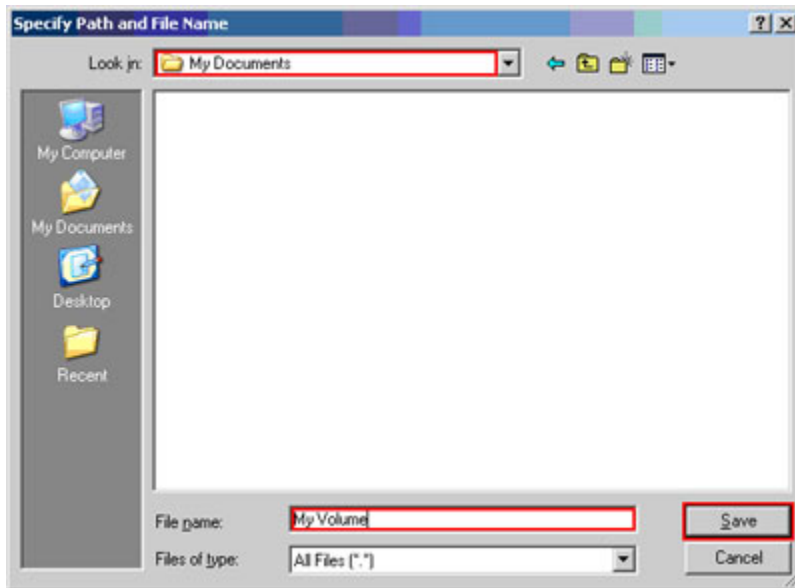 Specify Path and File Name
Look in: My Documents
My Computer
My Documents
Desktop
Recent
File name: My Volume Save
Files of type: All Files (*.*) Cancel